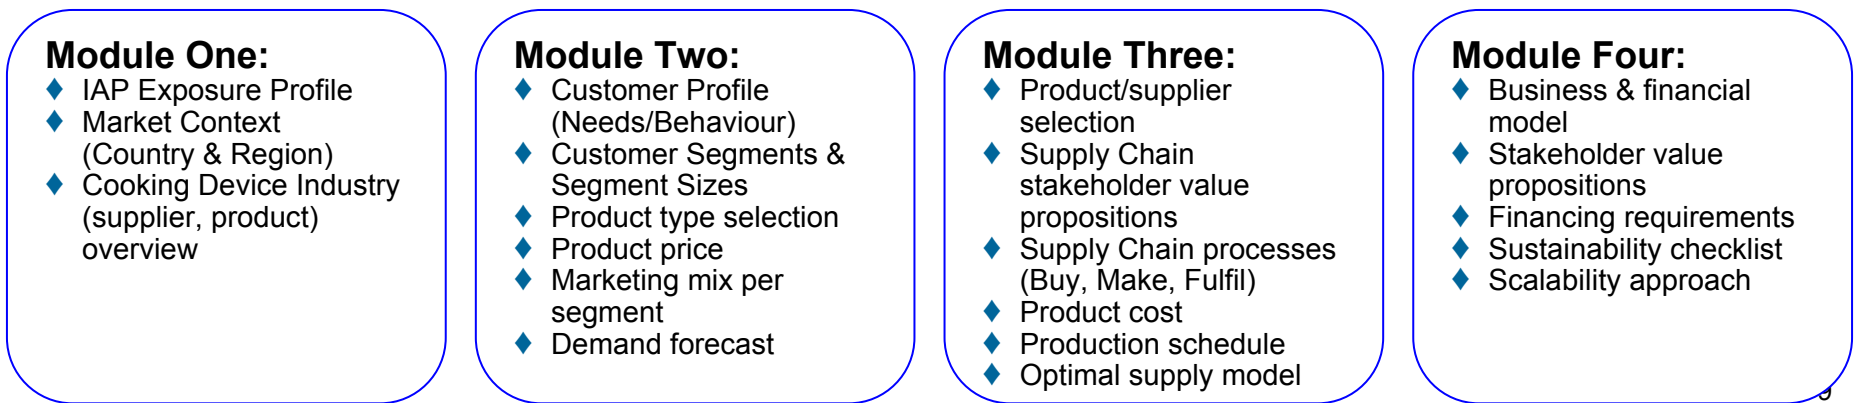 Module One:
♦ IAP Exposure Profile
♦ Market Context
(Country & Region)
♦ Cooking Device Industry
(supplier, product)
overview
Module Two:
♦ Customer Profile
(Needs/Behaviour)
♦ Customer Segments &
Segment Sizes
♦ Product type selection
♦ Product price
♦ Marketing mix per
segment
♦ Demand forecast
Module Three:
♦ Product/supplier
selection
♦ Supply Chain
stakeholder value
propositions
♦ Supply Chain processes
(Buy, Make, Fulfil)
♦ Product cost
♦ Production schedule
♦ Optimal supply model
Module Four:
♦ Business & financial
model
♦ Stakeholder value
propositions
♦ Financing requirements
♦ Sustainability checklist
♦ Scalability approach